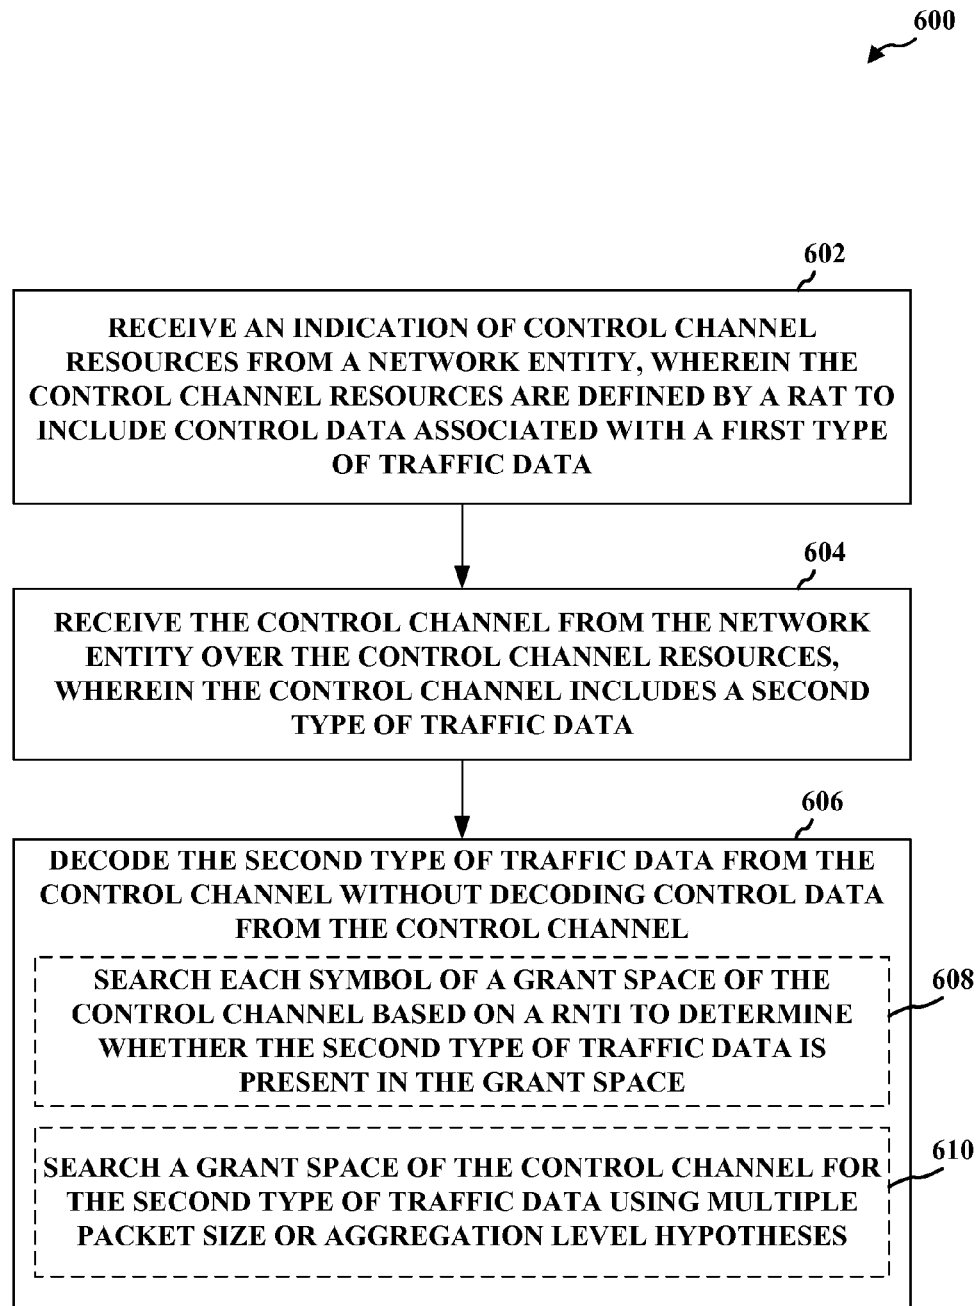 600
602
RECEIVE AN INDICATION OF CONTROL CHANNEL
RESOURCES FROM A NETWORK ENTITY, WHEREIN THE
CONTROL CHANNEL RESOURCES ARE DEFINED BY A RAT TO
INCLUDE CONTROL DATA ASSOCIATED WITH A FIRST TYPE
OF TRAFFIC DATA
604
RECEIVE THE CONTROL CHANNEL FROM THE NETWORK
ENTITY OVER THE CONTROL CHANNEL RESOURCES,
WHEREIN THE CONTROL CHANNEL INCLUDES A SECOND
TYPE OF TRAFFIC DATA
606
DECODE THE SECOND TYPE OF TRAFFIC DATA FROM THE
CONTROL CHANNEL WITHOUT DECODING CONTROL DATA
FROM THE CONTROL CHANNEL
608
SEARCH EACH SYMBOL OF A GRANT SPACE OF THE
CONTROL CHANNEL BASED ON A RNTI TO DETERMINE
WHETHER THE SECOND TYPE OF TRAFFIC DATA IS
PRESENT IN THE GRANT SPACE
610
SEARCH A GRANT SPACE OF THE CONTROL CHANNEL FOR
THE SECOND TYPE OF TRAFFIC DATA USING MULTIPLE
PACKET SIZE OR AGGREGATION LEVEL HYPOTHESES